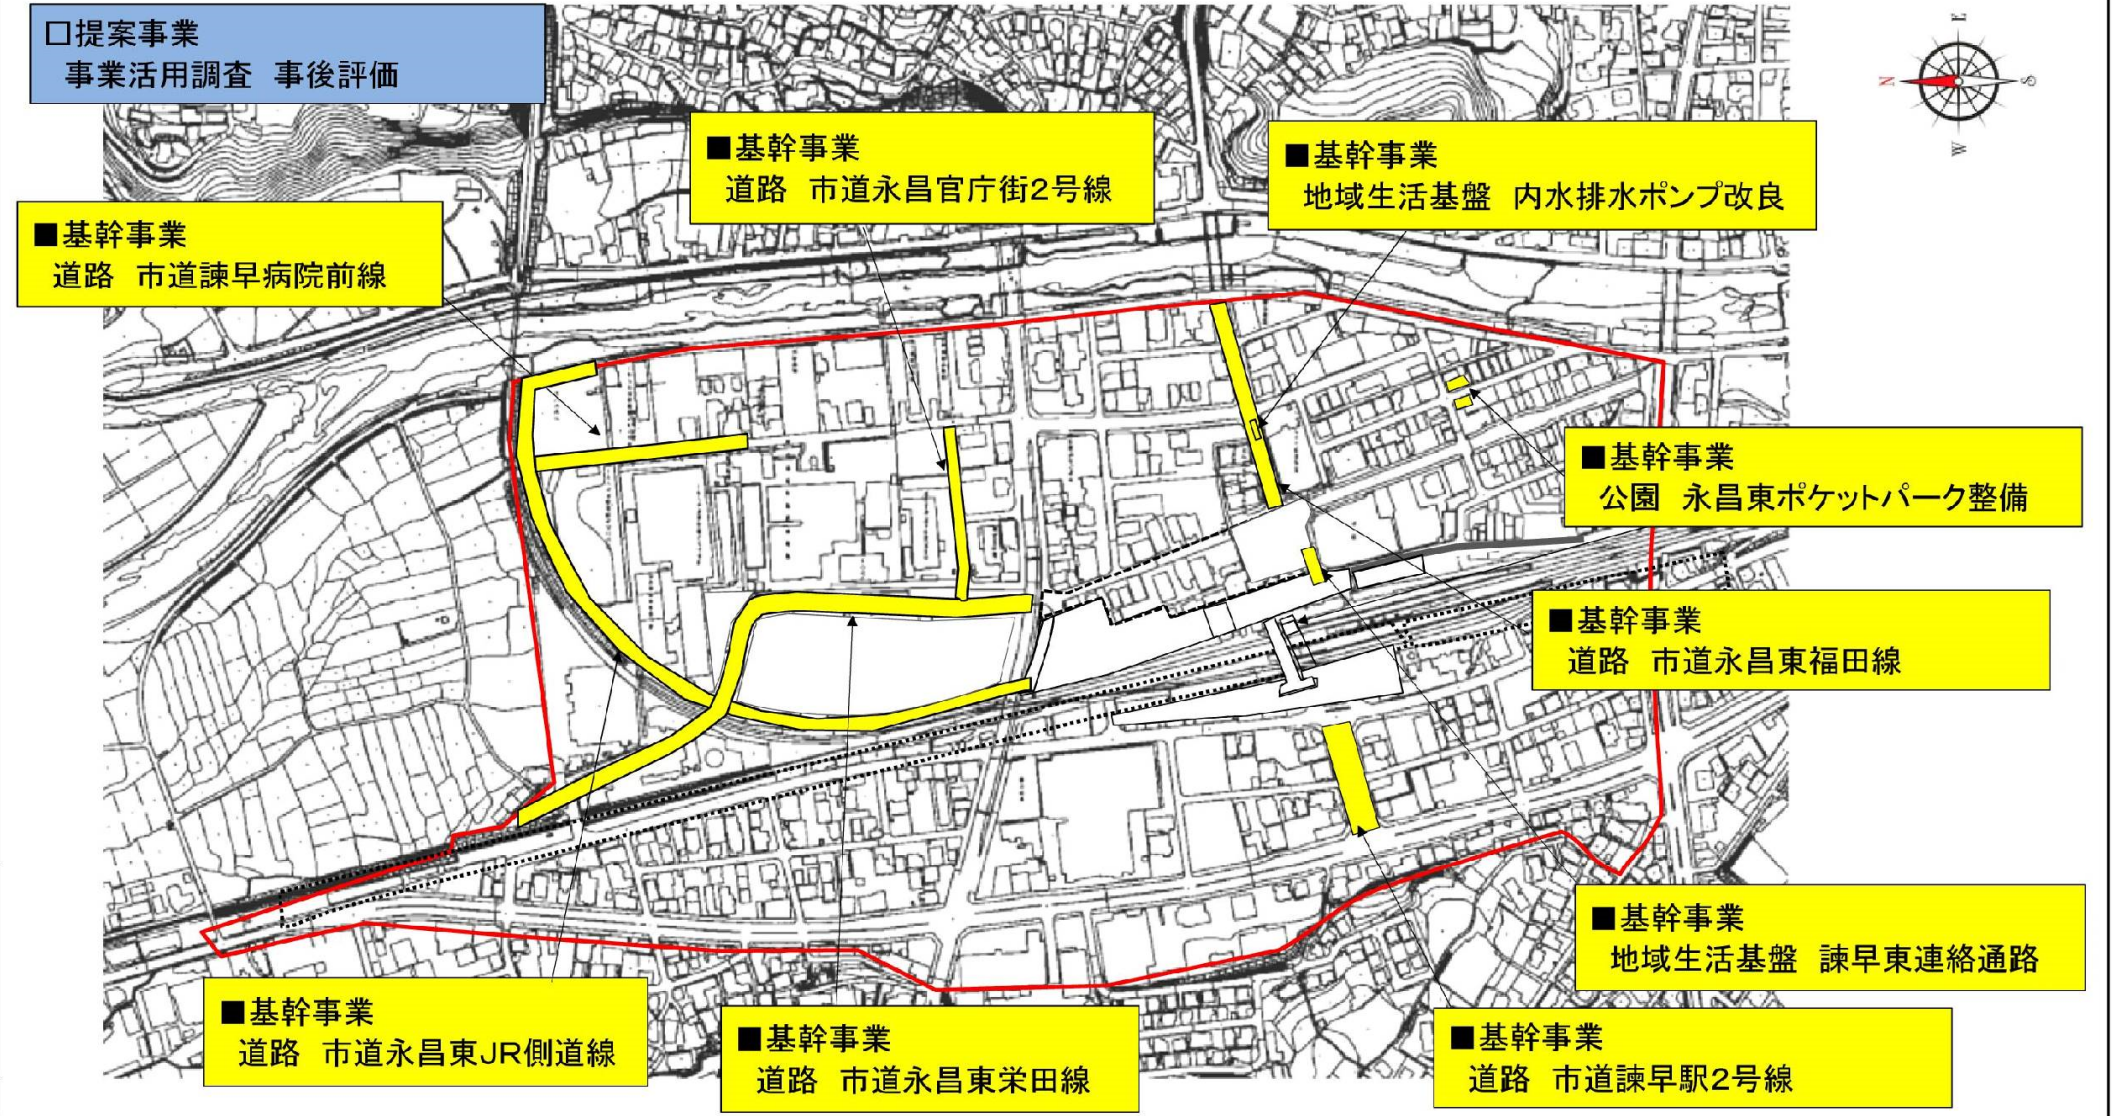 □提案事業
事業活用調査 事後評価
E
N
S
W
■基幹事業
道路 市道永昌官庁街2号線
■基幹事業
地域生活基盤 内水排水ポンプ改良
■基幹事業
道路 市道諫早病院前線
■基幹事業
公園 永昌東ポケットパーク整備
■基幹事業
道路 市道永昌東福田線
■基幹事業
地域生活基盤 諫早東連絡通路
■基幹事業
道路 市道永昌東JR側道線
■基幹事業
道路 市道永昌東栄田線
■基幹事業
道路 市道諫早駅2号線